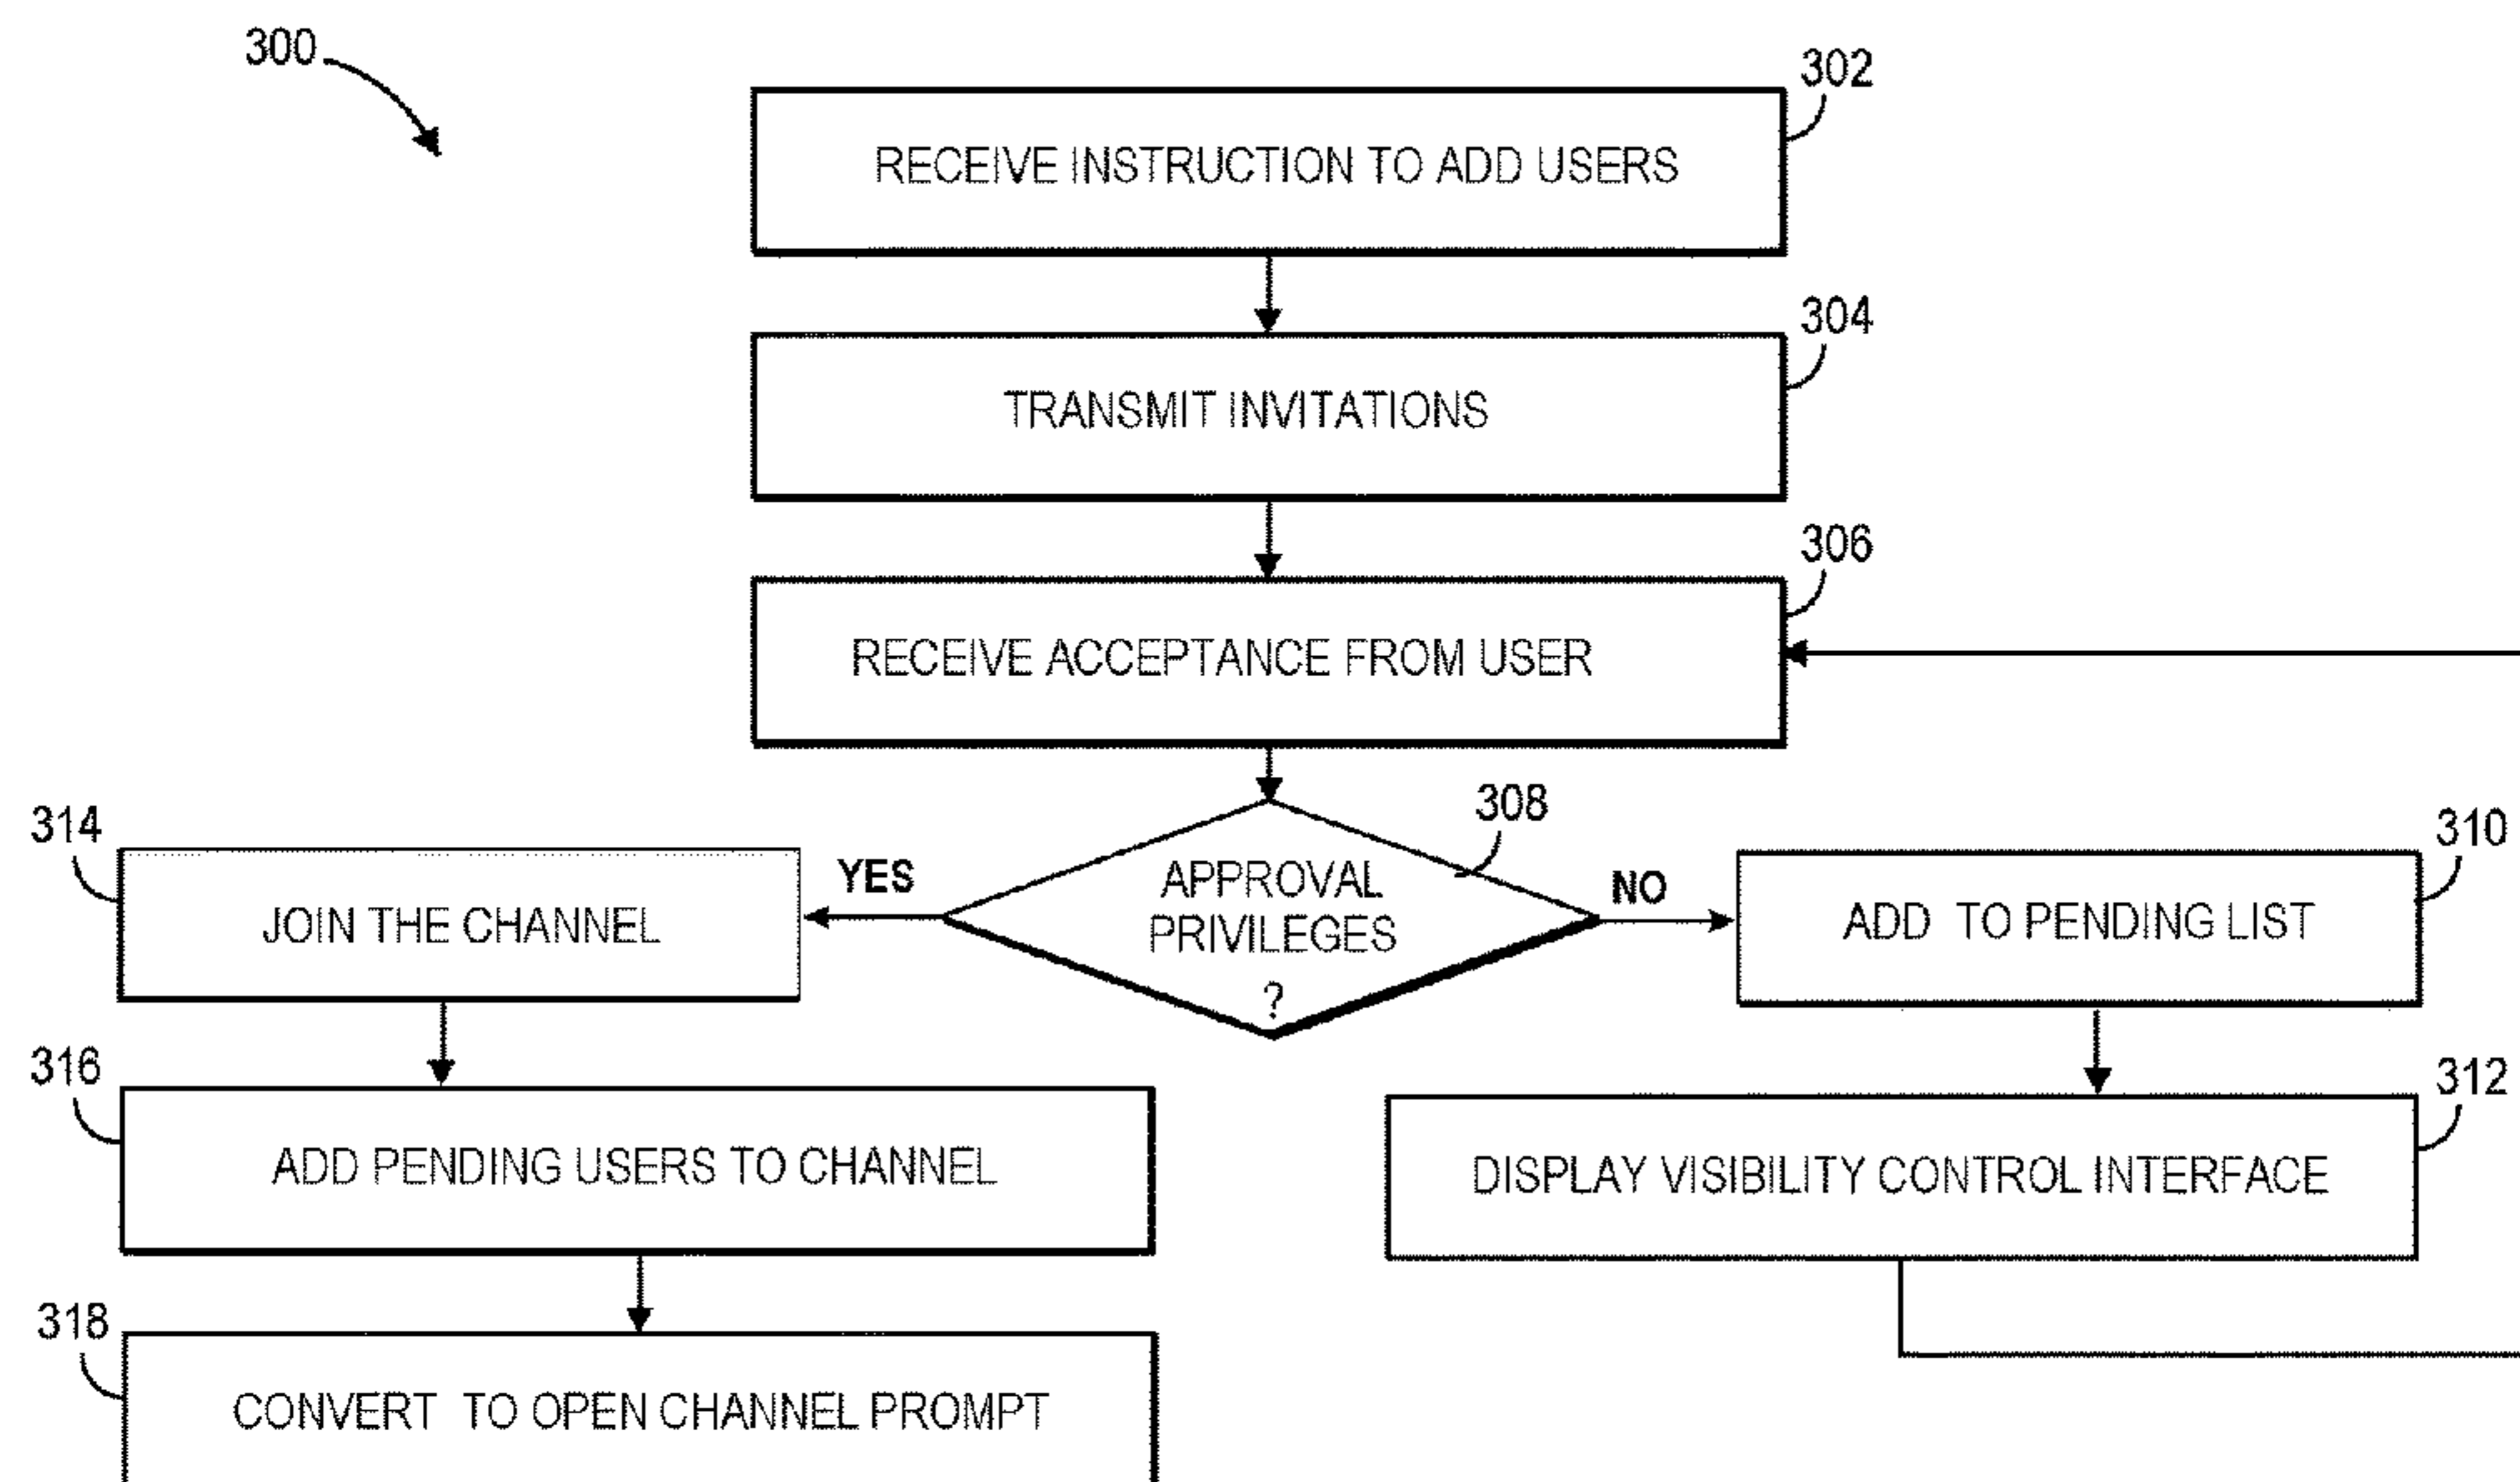 300
302
RECEIVE INSTRUCTION TO ADD USERS
304
TRANSMIT INVITATIONS
306
RECEIVE ACCEPTANCE FROM USER
308
APPROVAL
PRIVILEGES
?
YES
NO
314
JOIN THE CHANNEL
310
ADD TO PENDING LIST
316
ADD PENDING USERS TO CHANNEL
312
DISPLAY VISIBILITY CONTROL INTERFACE
318
CONVERT TO OPEN CHANNEL PROMPT